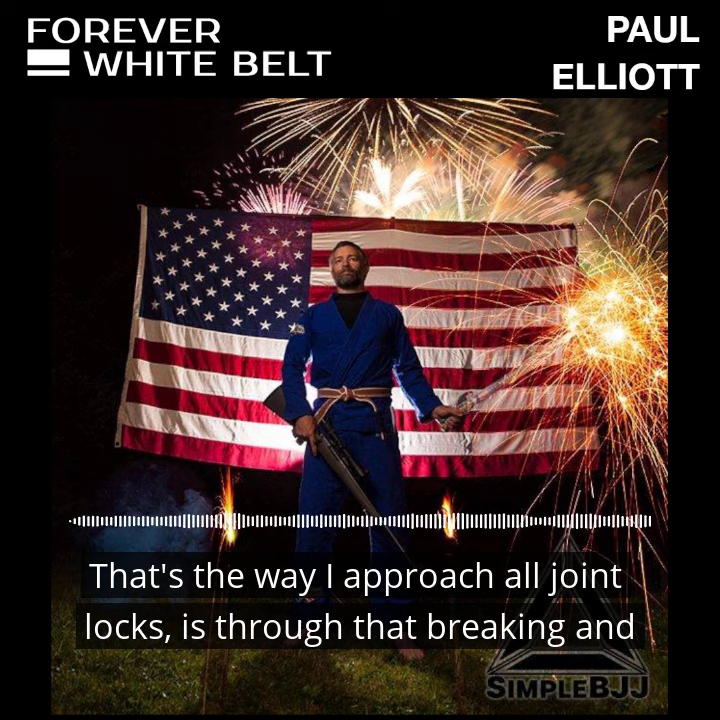 FOREVER
WHITE BELT
PAUL
ELLIOTT
That's the way I approach all joint
locks, is through that breaking and
SIMPLEBJJ